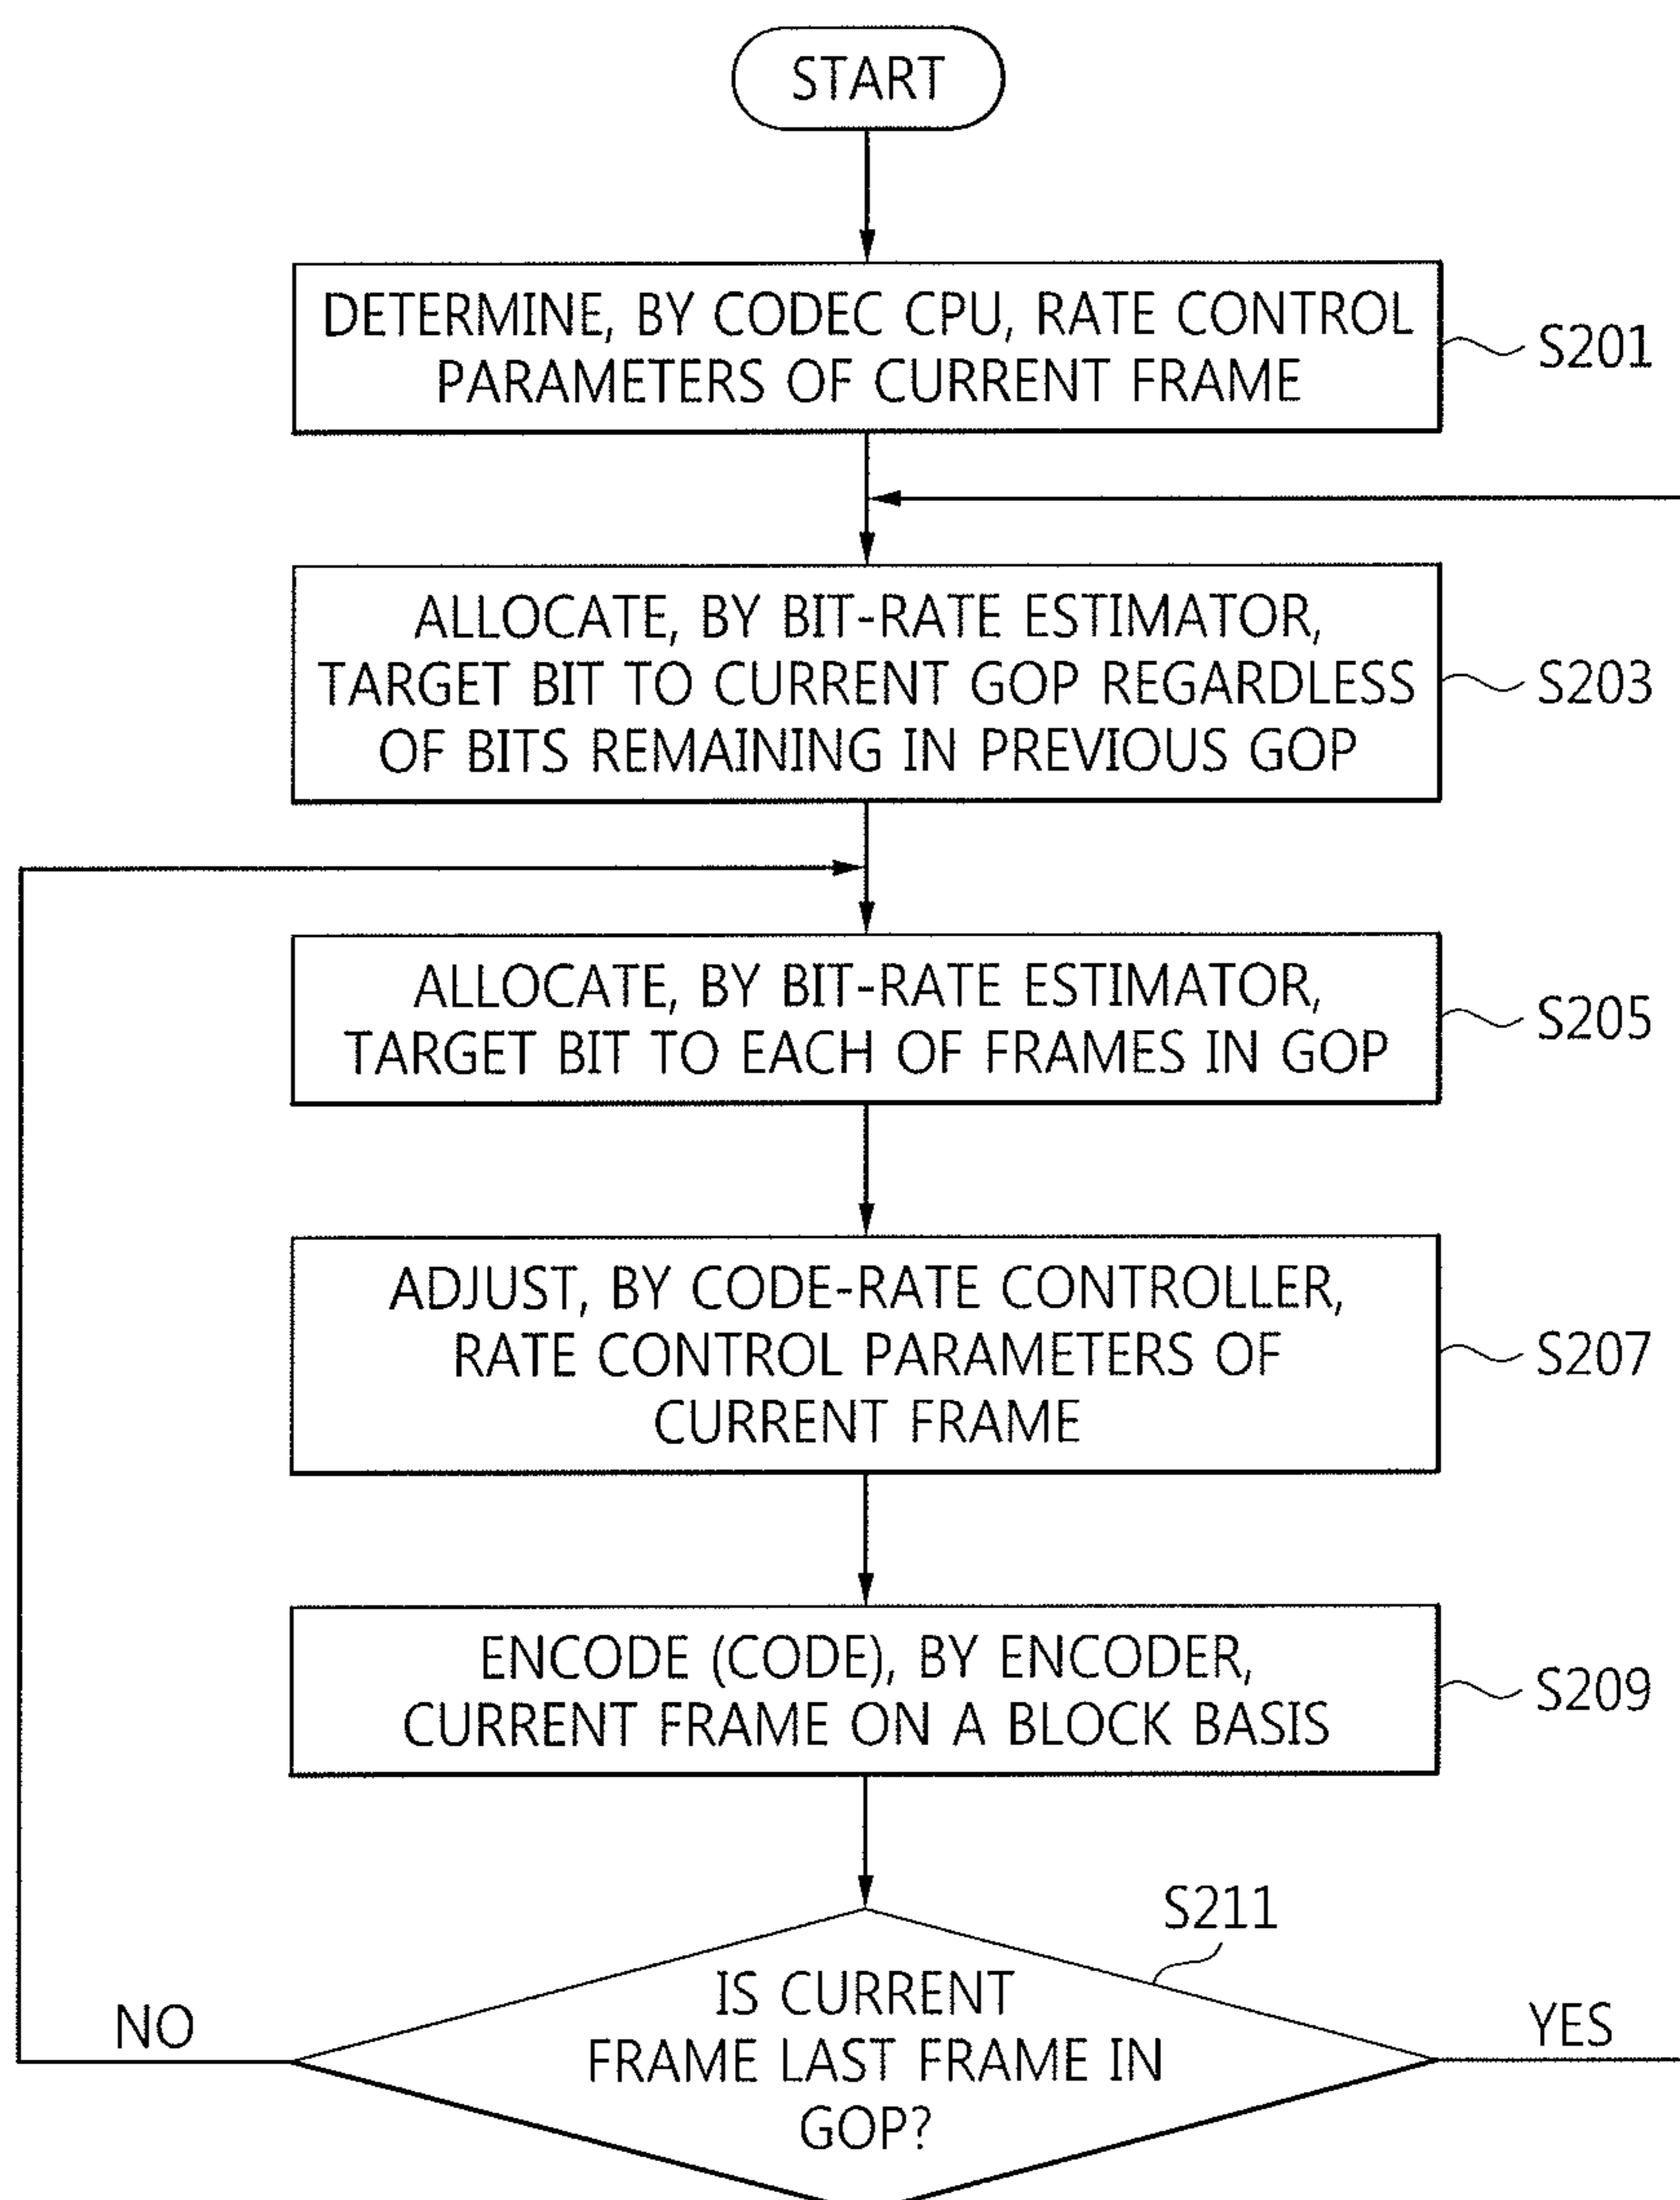 START
DETERMINE, BY CODEC CPU, RATE CONTROL
PARAMETERS OF CURRENT FRAME
S201
ALLOCATE, BY BIT-RATE ESTIMATOR,
TARGET BIT TO CURRENT GOP REGARDLESS
OF BITS REMAINING IN PREVIOUS GOP
S203
ALLOCATE, BY BIT-RATE ESTIMATOR,
TARGET BIT TO EACH OF FRAMES IN GOP
S205
ADJUST, BY CODE-RATE CONTROLLER,
RATE CONTROL PARAMETERS OF
CURRENT FRAME
S207
ENCODE (CODE), BY ENCODER,
CURRENT FRAME ON A BLOCK BASIS
S209
S211
IS CURRENT
FRAME LAST FRAME IN
GOP?
NO
YES